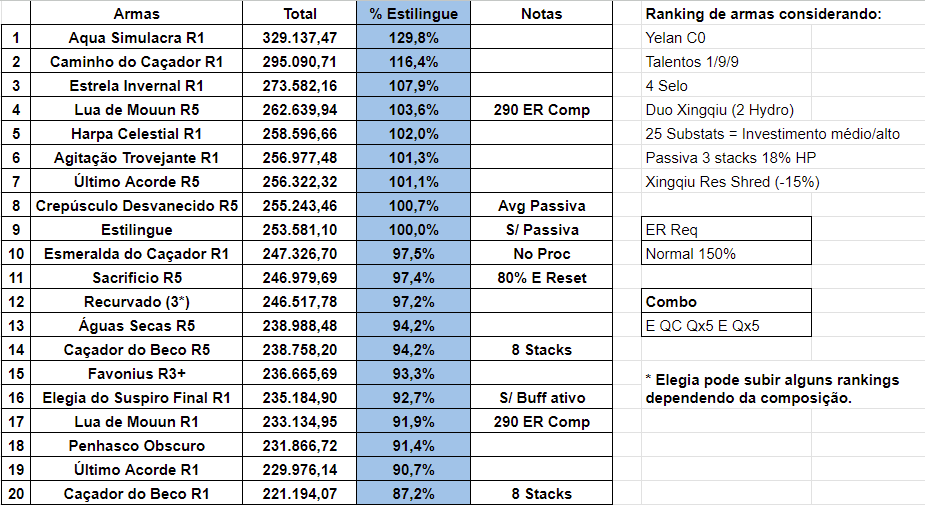 Armas Total % Estilingue Notas Ranking de armas considerando:
1 Aqua Simulacra R1 329.137,47 129,8% Yelan C0
2 Caminho do Caçador R1 295.090,71 116,4% Talentos 1/9/9
3 Estrela Invernal R1 273.582,16 107,9% 4 Selo
4 Lua de Mouun R5 262.639,94 103,6% 290 ER Comp Duo Xingqiu (2 Hydro)
5 Harpa Celestial R1 258.596,66 102,0% 25 Substats = Investimento médio/alto
6 Agitação Trovejante R1 256.977,48 101,3% Passiva 3 stacks 18% HP
7 Último Acorde R5 256.322,32 101,1% Xingqiu Res Shred (-15%)
8 Crepúsculo Desvanecido R5 255.243,46 100,7% Avg Passiva
9 Estilingue 253.581,10 100,0% S/ Passiva ER Req
10 Esmeralda do Caçador R1 247.326,70 97,5% No Proc Normal 150%
11 Sacrificio R5 246.979,69 97,4% 80% E Reset
12 Recurvado (3*) 246.517,78 97,2% Combo
13 Águas Secas R5 238.988,48 94,2% E QC Qx5 E Qx5
14 Caçador do Beco R5 238.758,20 94,2% 8 Stacks
15 Favonius R3+ 236.665,69 93,3% * Elegia pode subir alguns rankings
16 Elegia do Suspiro Final R1 235.184,90 92,7% S/ Buff ativo dependendo da composição.
17 Lua de Mouun R1 233.134,95 91,9% 290 ER Comp
18 Penhasco Obscuro 231.866,72 91,4%
19 Último Acorde R1 229.976,14 90,7%
20 Caçador do Beco R1 221.194,07 87,2% 8 Stacks